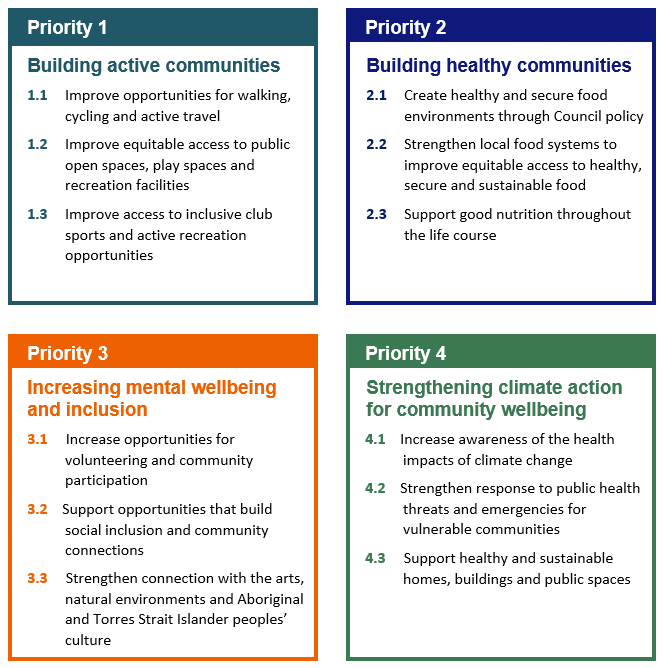 Priority 1
Building active communities
1.1 Improve opportunities for walking,
cycling and active travel
1.2 Improve equitable access to public
open spaces, play spaces and
recreation facilities
1.3 Improve access to inclusive club
sports and active recreation
opportunities
Priority 2
Building healthy communities
2.1 Create healthy and secure food
environments through Council policy
2.2 Strengthen local food systems to
improve equitable access to healthy,
secure and sustainable food
2.3 Support good nutrition throughout
the life course
Priority 3
Increasing mental wellbeing
and inclusion
3.1 Increase opportunities for
volunteering and community
participation
3.2 Support opportunities that build
social inclusion and community
connections
3.3 Strengthen connection with the arts,
natural environments and Aboriginal
and Torres Strait Islander peoples’
culture
Priority 4
Strengthening climate action
for community wellbeing
4.1 Increase awareness of the health
impacts of climate change
4.2 Strengthen response to public health
threats and emergencies for
vulnerable communities
4.3 Support healthy and sustainable
homes, buildings and public spaces